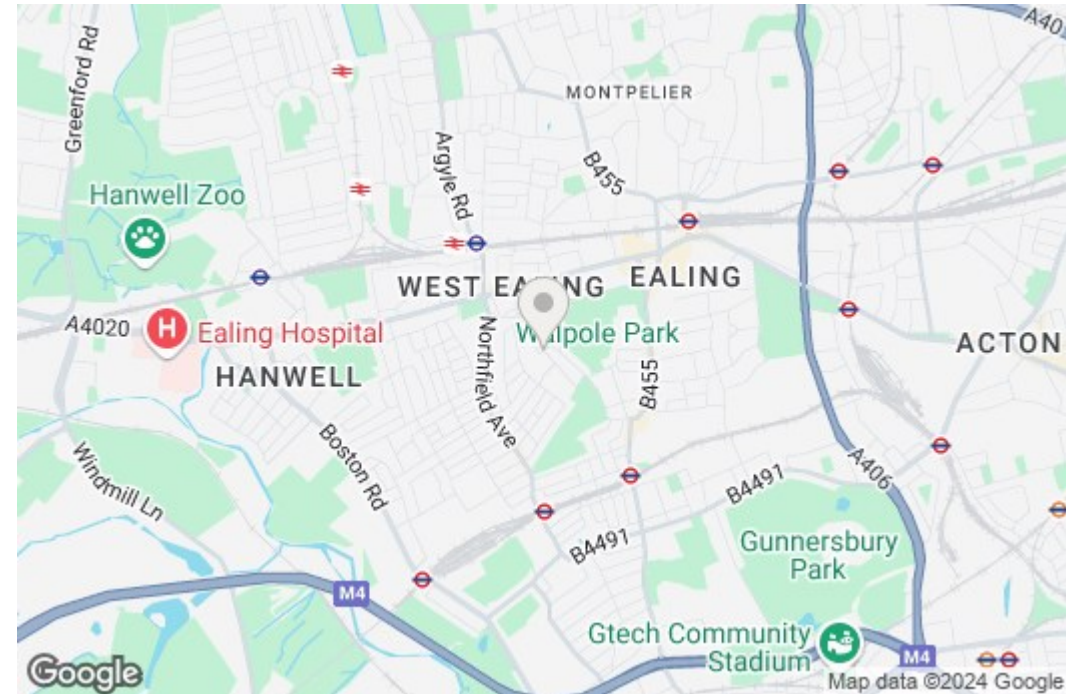 A40
Greenford Rd
MONTPELIER
Argyle Rd
B455
Hanwell Zoo
WEST EALING
EALING
A4020
H
Ealing Hospital
Walpole Park
ACTON
HANWELL
Northfield Ave
B455
Boston Rd
A406
Windmill Ln
B4491
B4491
Gunnersbury
Park
M4
Gtech Community
Stadium
M4
Google
Map data ©2024 Google